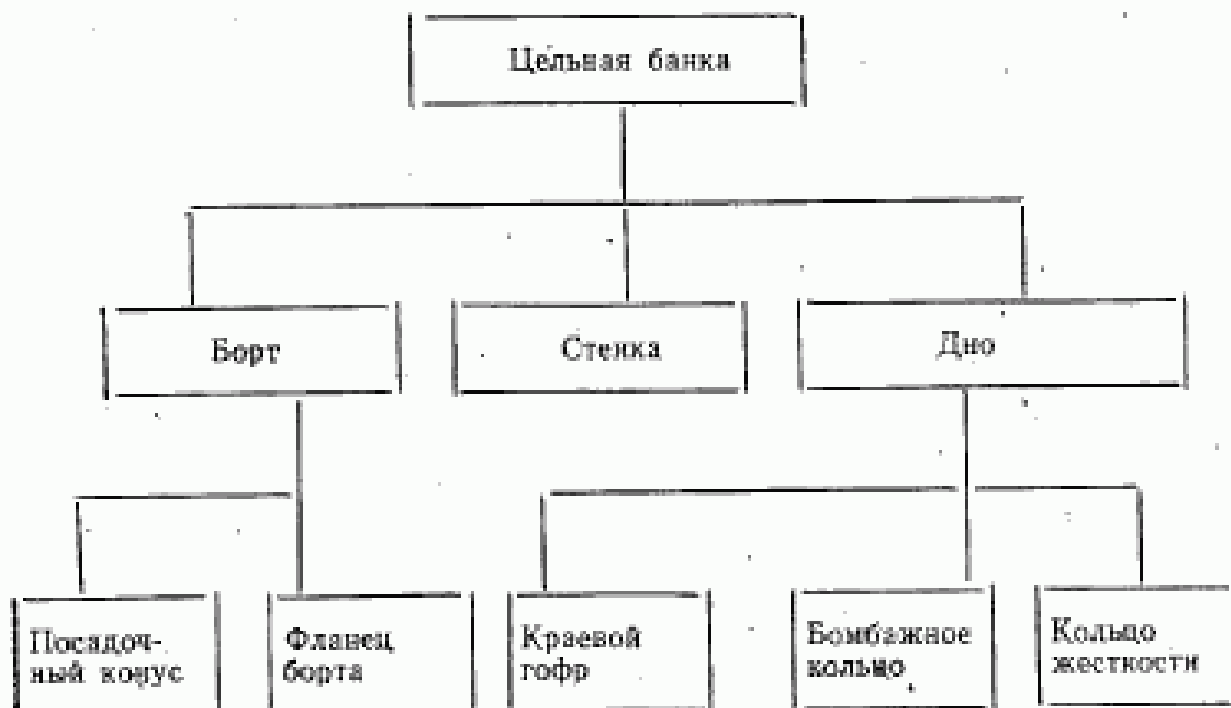 Цельная банка
Борт
Стенка
Дно
Посадоч-
ный конус
Фланец
борта
Краевой
гофр
Бомбажное
кольцо
Кольцо
жесткости